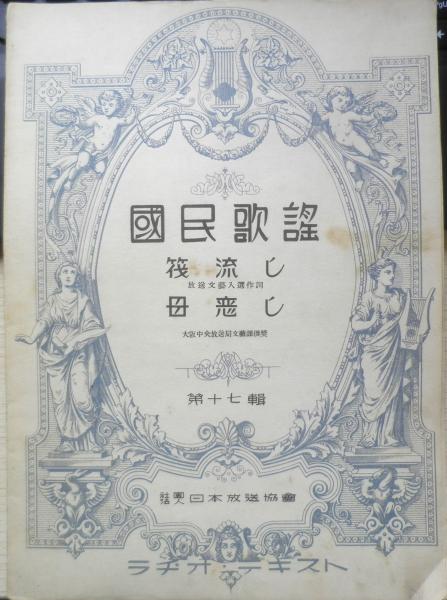 國民歌謠
筏流し
放送文藝入選作詞
母恋し
大阪中央放送局文藝課撰奬
第十七輯
社團法人日本放送協會
ラヂオ・テキスト